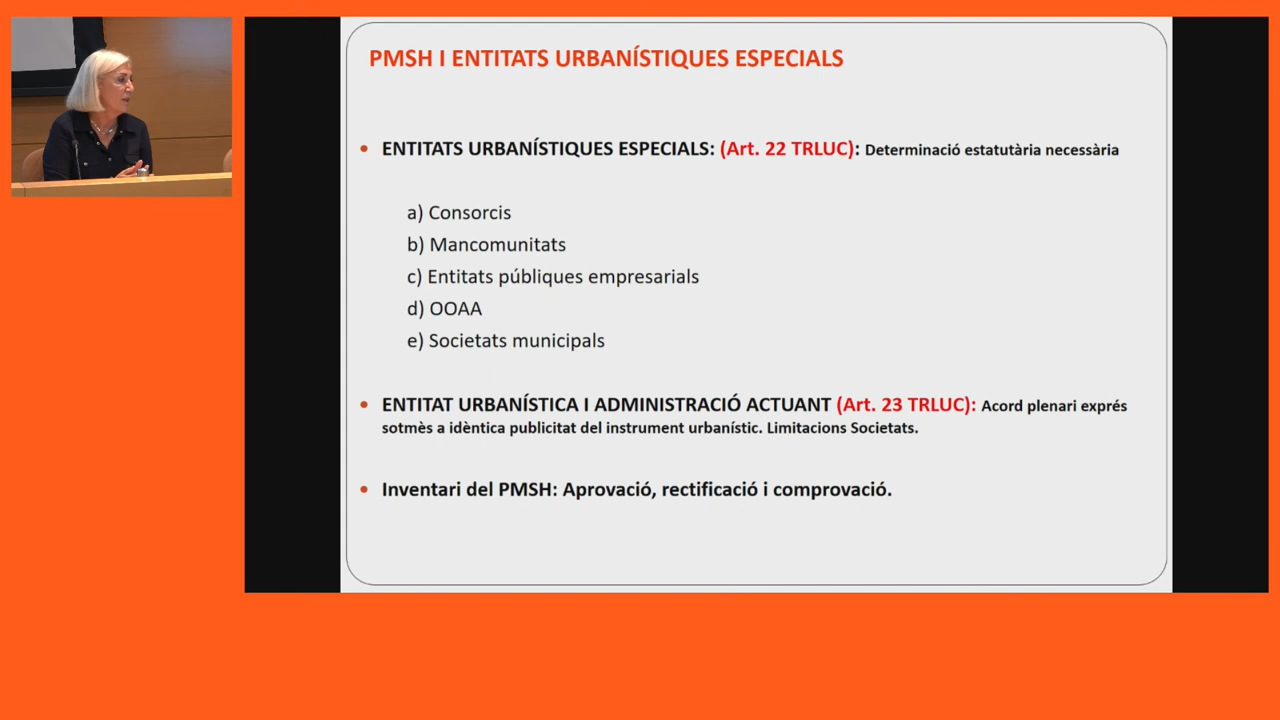 PMSH I ENTITATS URBANÍSTIQUES ESPECIALS
• ENTITATS URBANÍSTIQUES ESPECIALS: (Art. 22 TRLUC): Determinació estatutària necessària
a) Consorcis
b) Mancomunitats
c) Entitats públiques empresarials
d) OOAA
e) Societats municipals
• ENTITAT URBANÍSTICA I ADMINISTRACIÓ ACTUANT (Art. 23 TRLUC): Acord plenari exprés
sotmès a idèntica publicitat del instrument urbanístic. Limitacions Societats.
• Inventari del PMSH: Aprovació, rectificació i comprovació.